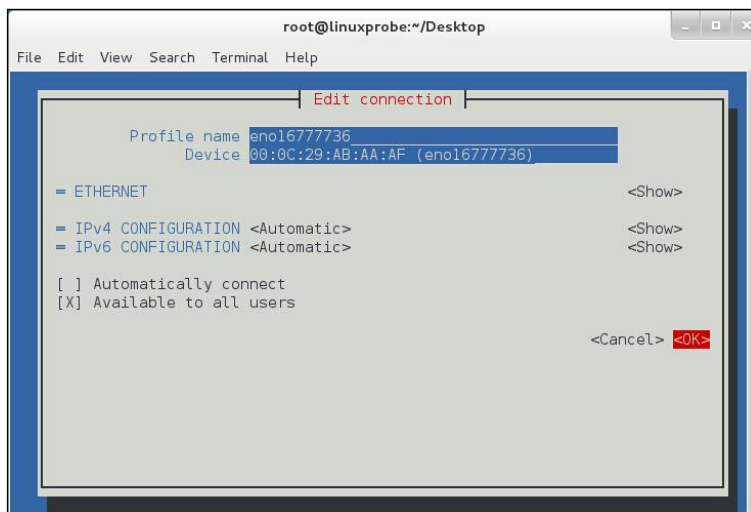 root@linuxprobe:~/Desktop
File Edit View Search Terminal Help
Edit connection
Profile name eno16777736
Device 00:0C:29:AB:AA:AF (eno16777736)
= ETHERNET <Show>
= IPv4 CONFIGURATION <Automatic> <Show>
= IPv6 CONFIGURATION <Automatic> <Show>
[ ] Automatically connect
[X] Available to all users
<Cancel> <OK>